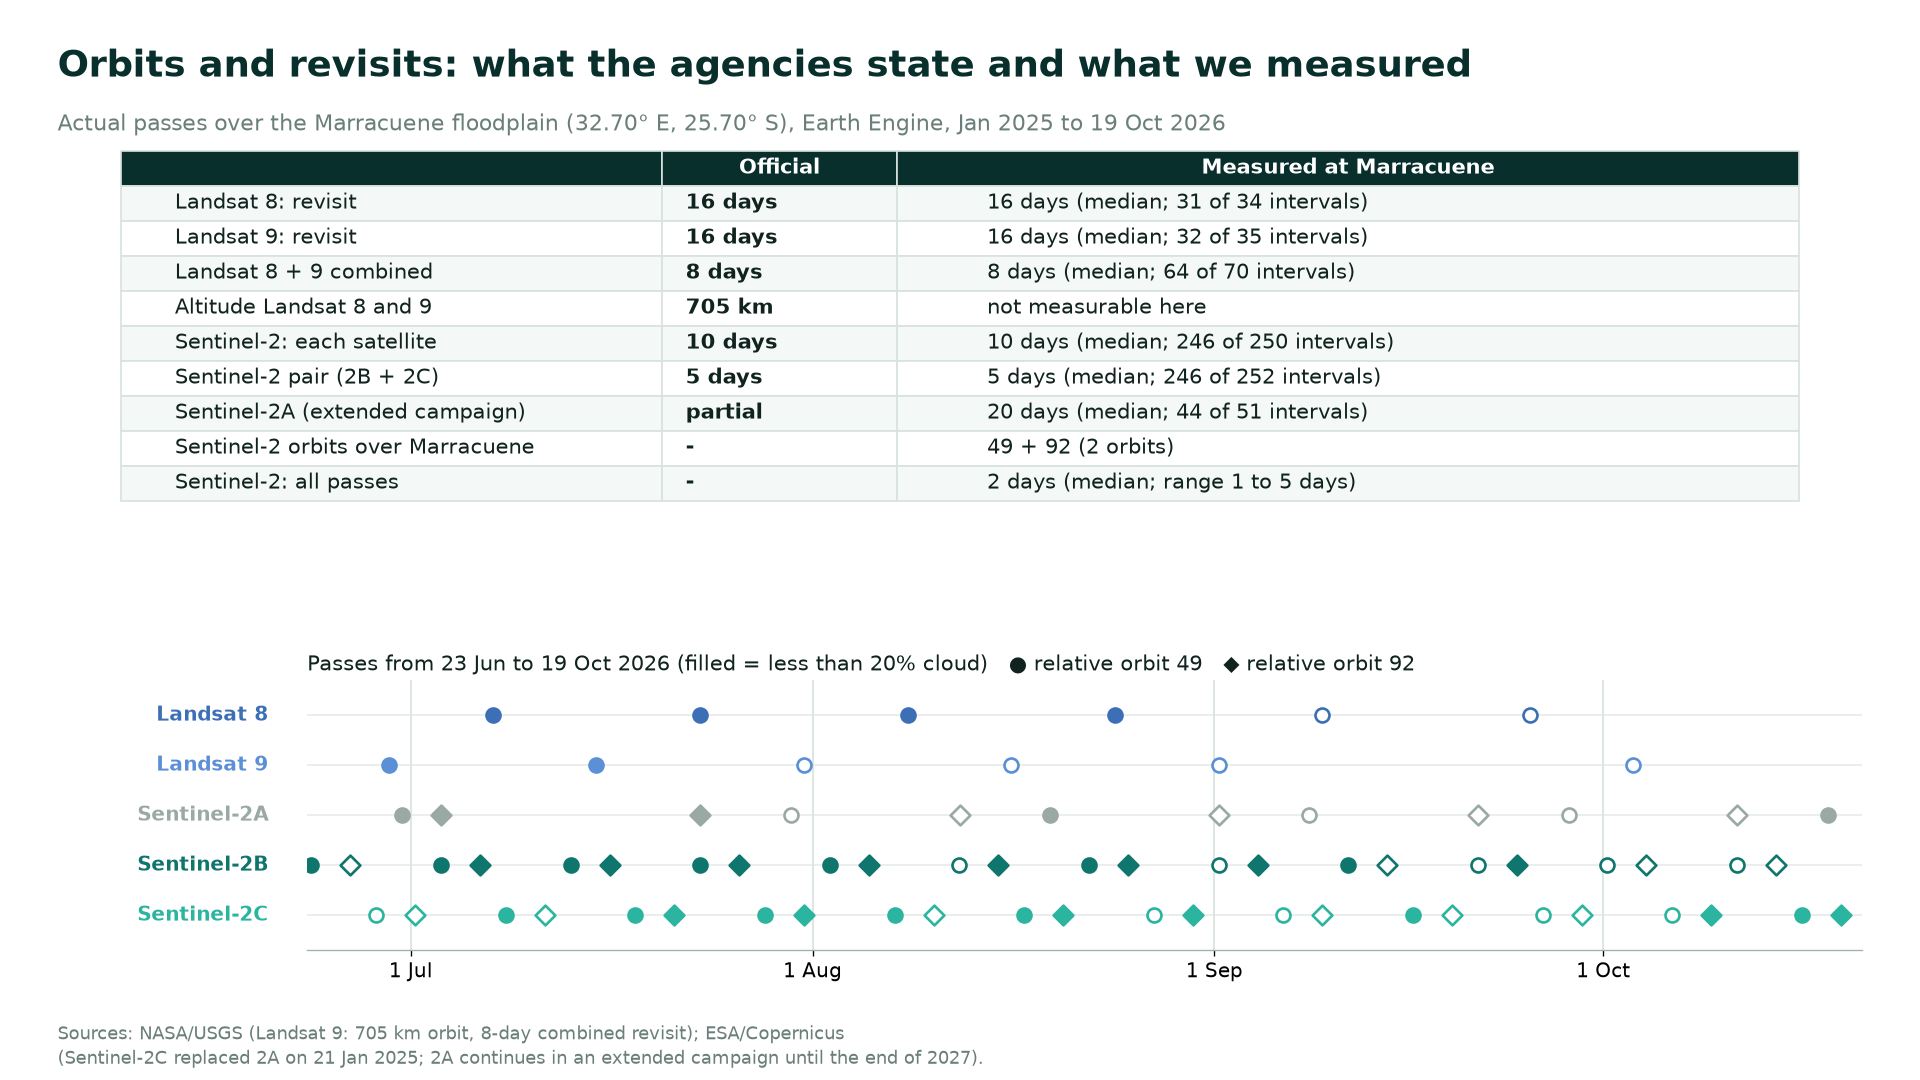 Orbits and revisits: what the agencies state and what we measured
Actual passes over the Marracuene floodplain (32.70° E, 25.70° S), Earth Engine, Jan 2025 to 19 Oct 2026
Official Measured at Marracuene
Landsat 8: revisit 16 days 16 days (median; 31 of 34 intervals)
Landsat 9: revisit 16 days 16 days (median; 32 of 35 intervals)
Landsat 8 + 9 combined 8 days 8 days (median; 64 of 70 intervals)
Altitude Landsat 8 and 9 705 km not measurable here
Sentinel-2: each satellite 10 days 10 days (median; 246 of 250 intervals)
Sentinel-2 pair (2B + 2C) 5 days 5 days (median; 246 of 252 intervals)
Sentinel-2A (extended campaign) partial 20 days (median; 44 of 51 intervals)
Sentinel-2 orbits over Marracuene - 49 + 92 (2 orbits)
Sentinel-2: all passes - 2 days (median; range 1 to 5 days)
Passes from 23 Jun to 19 Oct 2026 (filled = less than 20% cloud) relative orbit 49 relative orbit 92
Landsat 8
Landsat 9
Sentinel-2A
Sentinel-2B
Sentinel-2C
1 Jul 1 Aug 1 Sep 1 Oct
Sources: NASA/USGS (Landsat 9: 705 km orbit, 8-day combined revisit); ESA/Copernicus
(Sentinel-2C replaced 2A on 21 Jan 2025; 2A continues in an extended campaign until the end of 2027).